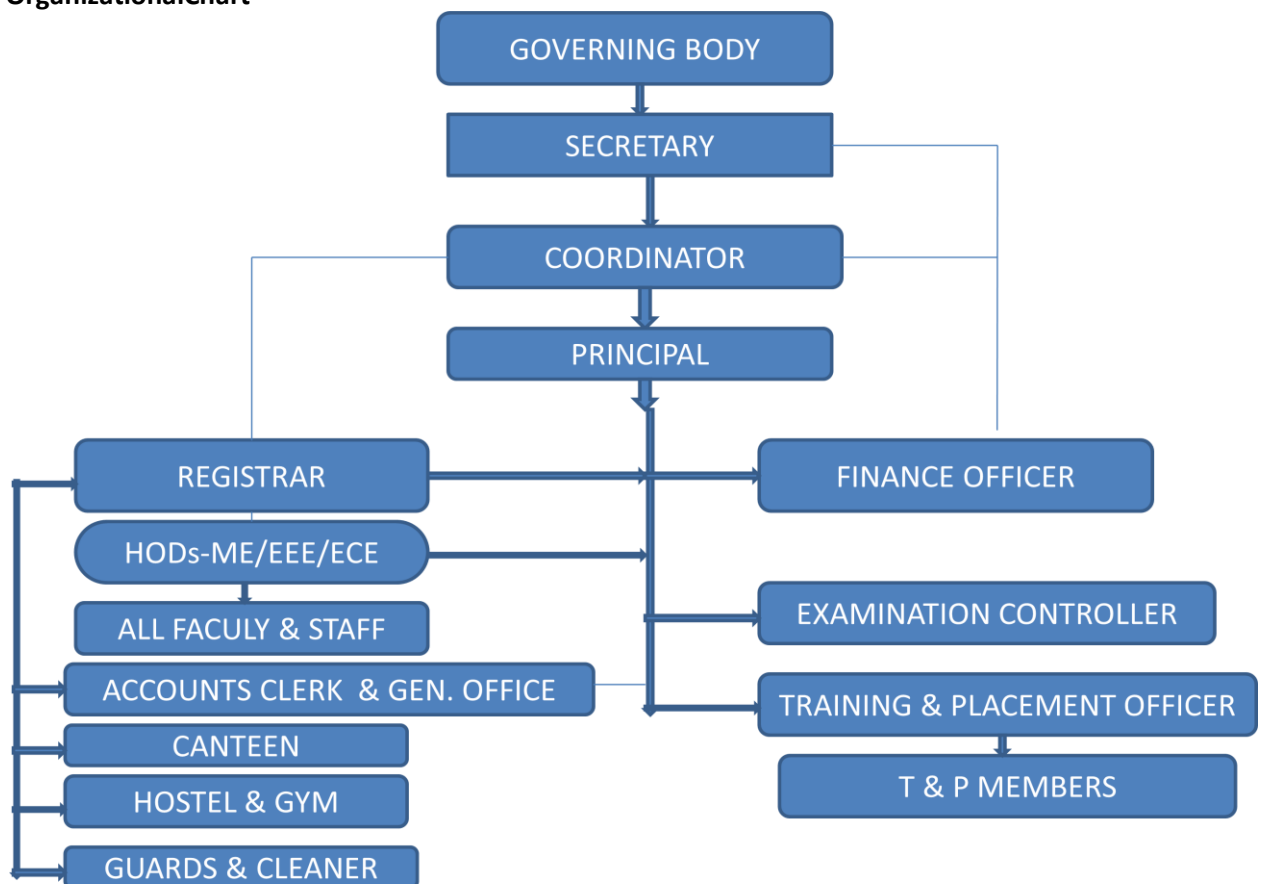 OrganizationalChart
GOVERNING BODY
SECRETARY
COORDINATOR
PRINCIPAL
REGISTRAR
FINANCE OFFICER
HODs-ME/EEE/ECE
ALL FACULY & STAFF
EXAMINATION CONTROLLER
ACCOUNTS CLERK & GEN. OFFICE
TRAINING & PLACEMENT OFFICER
CANTEEN
T & P MEMBERS
HOSTEL & GYM
GUARDS & CLEANER